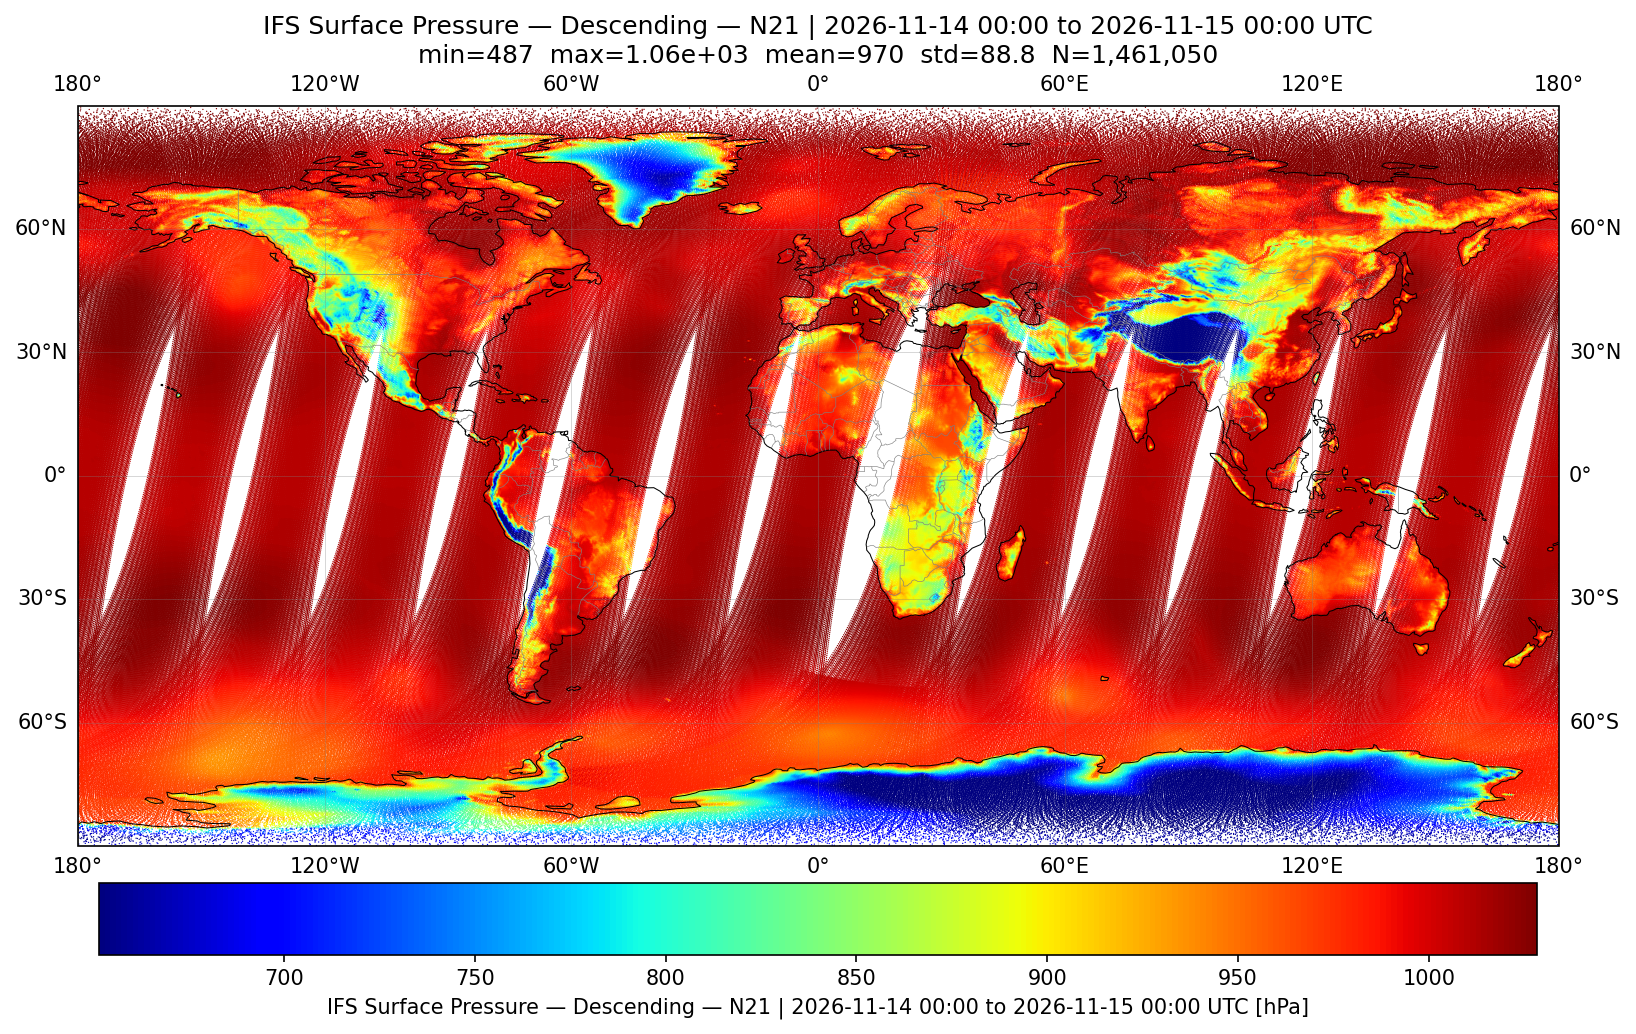 IFS Surface Pressure — Descending — N21 | 2026-11-14 00:00 to 2026-11-15 00:00 UTC
min=487 max=1.06e+03 mean=970 std=88.8 N=1,461,050
180° 120°W 60°W 0° 60°E 120°E 180°
60°N 60°N
30°N 30°N
0° 0°
30°S 30°S
60°S 60°S
180° 120°W 60°W 0° 60°E 120°E 180°
700 750 800 850 900 950 1000
IFS Surface Pressure — Descending — N21 | 2026-11-14 00:00 to 2026-11-15 00:00 UTC [hPa]